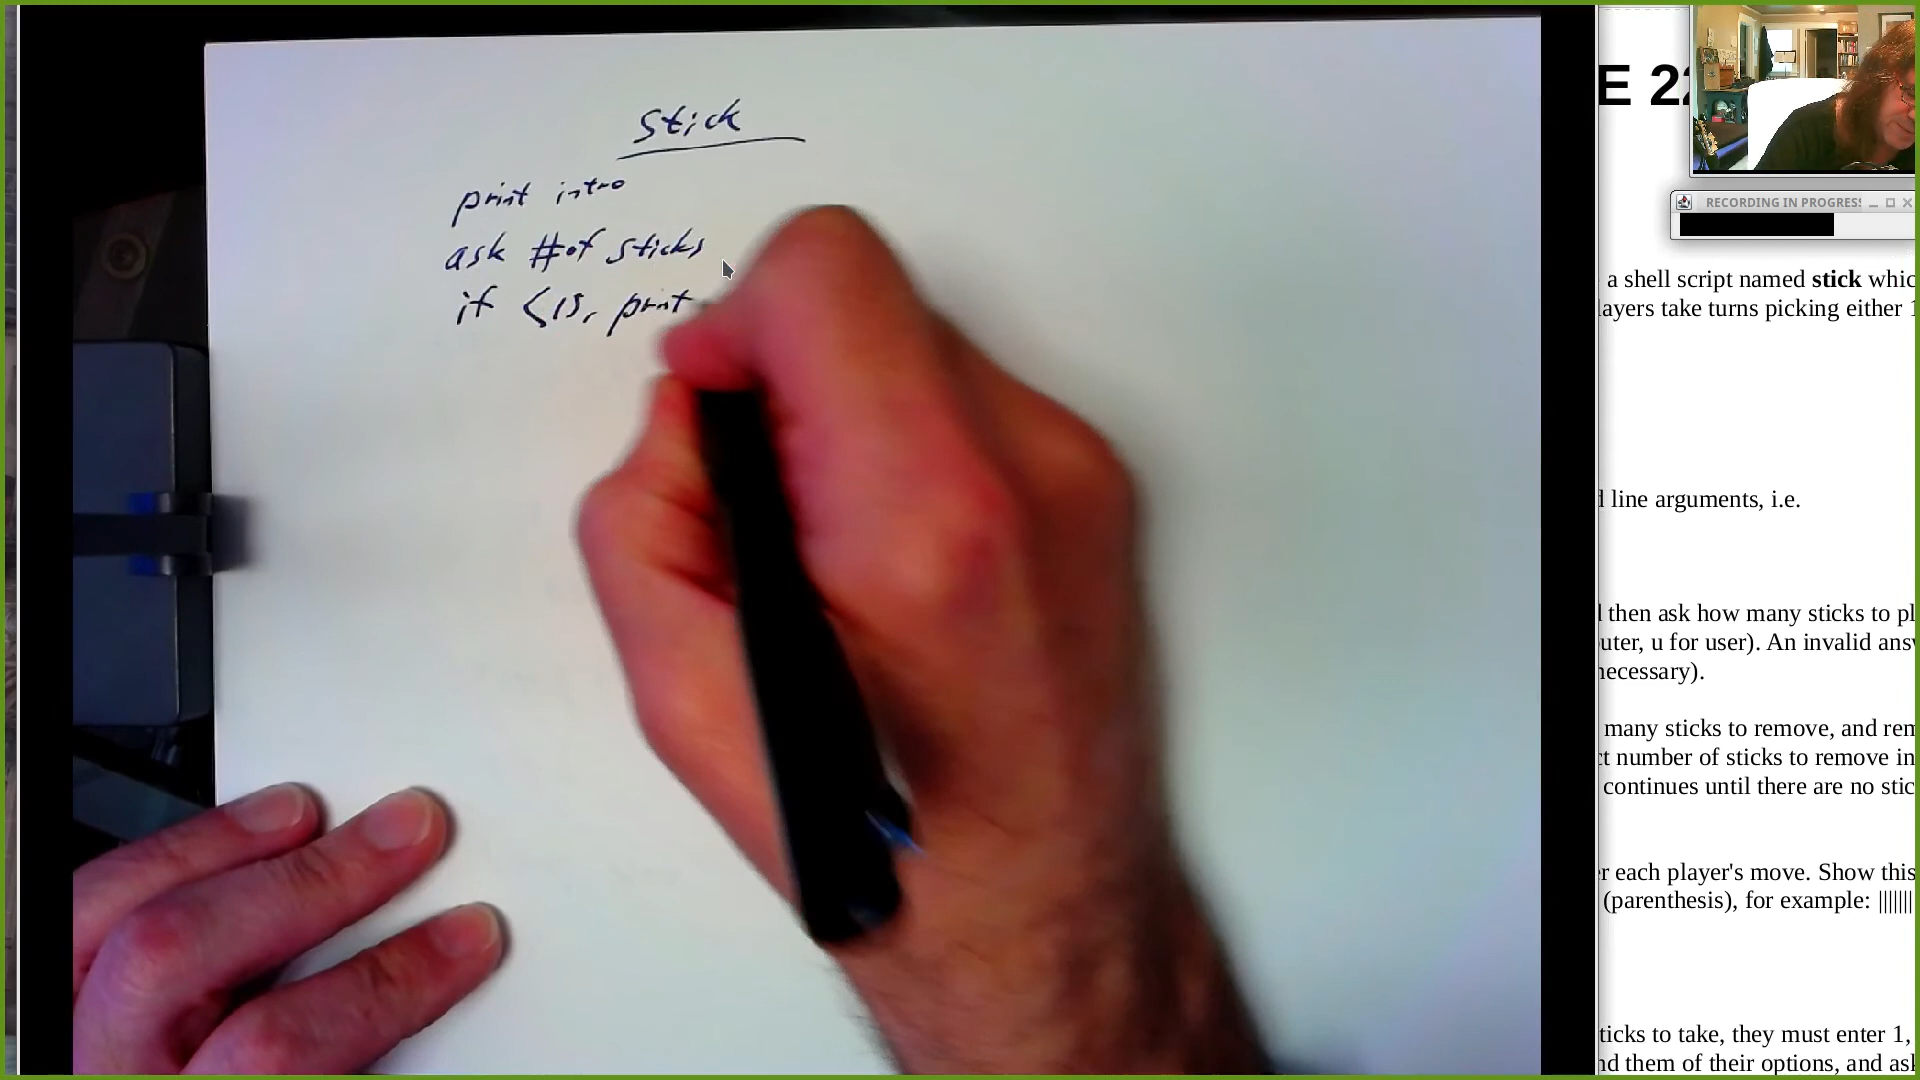 stick
print intro
ask # of sticks
if <15, print
E 22
RECORDING IN PROGRESS
a shell script named stick whic
layers take turns picking either 1
d line arguments, i.e.
d then ask how many sticks to pl
outer, u for user). An invalid ans
necessary).
many sticks to remove, and rem
ct number of sticks to remove in
continues until there are no stic
er each player's move. Show this
(parenthesis), for example: |||||||
ticks to take, they must enter 1,
nd them of their options, and ask